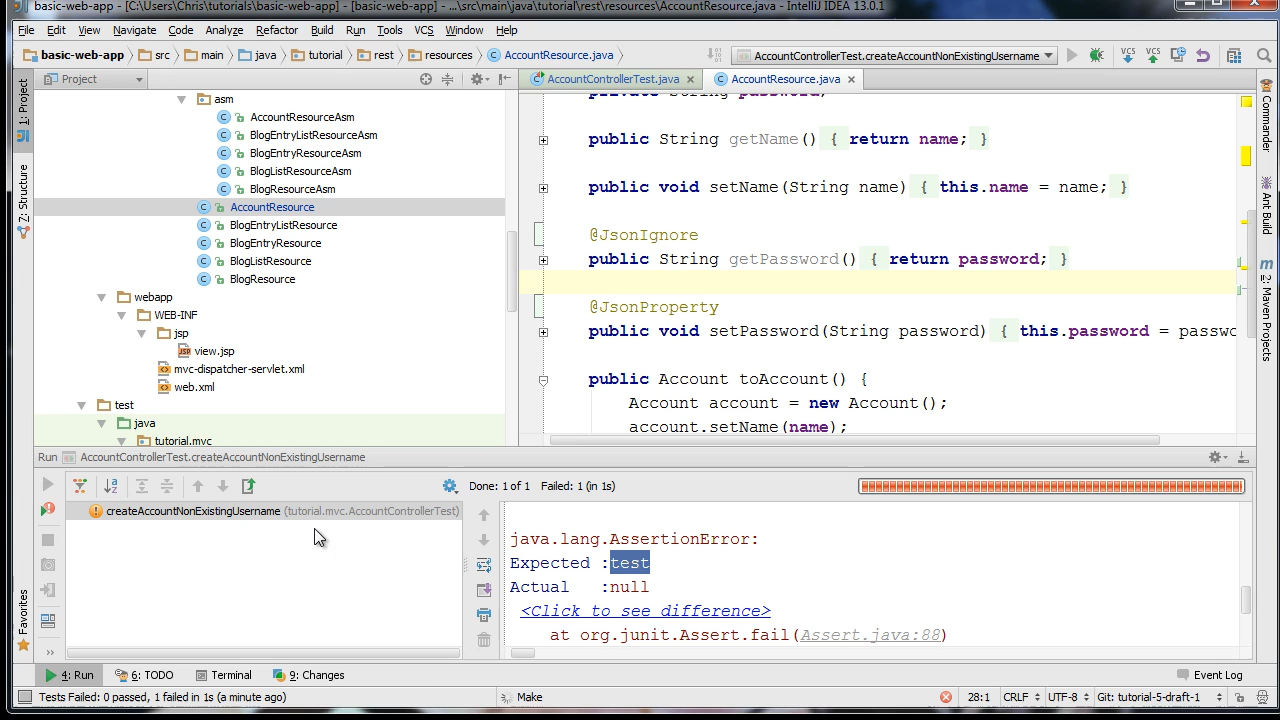 basic-web-app - [C:\Users\Chris\tutorials\basic-web-app] - [basic-web-app] - ...\src\main\java\tutorial\rest\resources\AccountResource.java - IntelliJ IDEA 13.0.1
File Edit View Navigate Code Analyze Refactor Build Run Tools VCS Window Help
basic-web-app src main java tutorial rest resources AccountResource.java AccountControllerTest.createAccountNonExistingUsername VCS VCS
Project AccountControllerTest.java AccountResource.java
1: Project
Z: Structure
Favorites
asm
AccountResourceAsm
BlogEntryListResourceAsm
BlogEntryResourceAsm
BlogListResourceAsm
BlogResourceAsm
AccountResource
BlogEntryListResource
BlogEntryResource
BlogListResource
BlogResource
webapp
WEB-INF
jsp
view.jsp
mvc-dispatcher-servlet.xml
web.xml
test
java
tutorial.mvc
private String password;
public String getName() { return name; }
public void setName(String name) { this.name = name; }
@JsonIgnore
public String getPassword() { return password; }
@JsonProperty
public void setPassword(String password) { this.password = passwo
public Account toAccount() {
Account account = new Account();
account.setName(name);
Commander
Ant Build
m
2: Maven Projects
Run AccountControllerTest.createAccountNonExistingUsername
Done: 1 of 1 Failed: 1 (in 1s)
createAccountNonExistingUsername (tutorial.mvc.AccountControllerTest)
java.lang.AssertionError:
Expected :test
Actual :null
<Click to see difference>
at org.junit.Assert.fail(Assert.java:88)
4: Run 6: TODO Terminal 9: Changes Event Log
Tests Failed: 0 passed, 1 failed in 1s (a minute ago) Make 28:1 CRLF UTF-8 Git: tutorial-5-draft-1